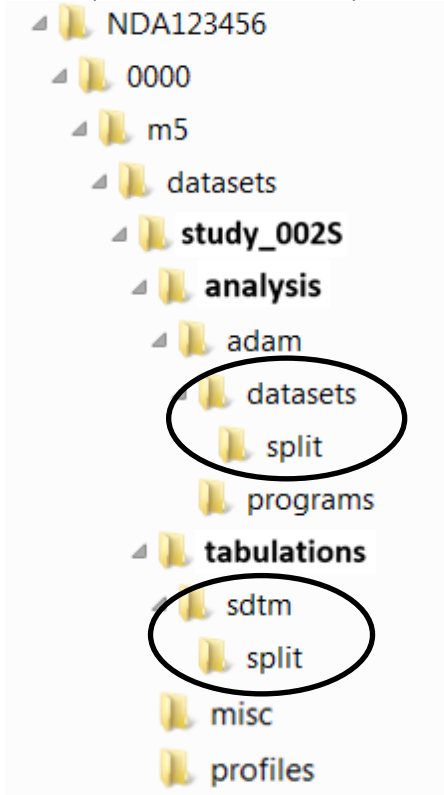 NDA123456
0000
m5
datasets
study_002S
analysis
adam
datasets
split
programs
tabulations
sdtm
split
misc
profiles